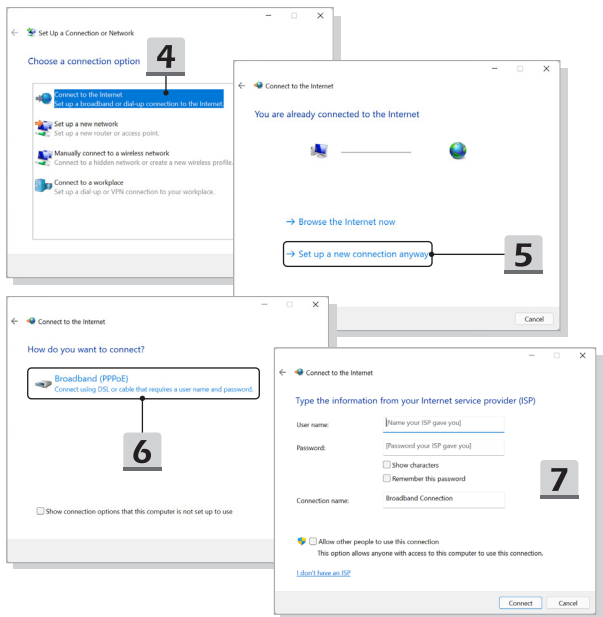 Set Up a Connection or Network
Choose a connection option
4
Connect to the Internet
Set up a broadband or dial-up connection to the Internet.
Set up a new network
Set up a new router or access point.
Manually connect to a wireless network
Connect to a hidden network or create a new wireless profile.
Connect to a workplace
Set up a dial-up or VPN connection to your workplace.
Connect to the Internet
You are already connected to the Internet
→ Browse the Internet now
→ Set up a new connection anyway
5
Cancel
Connect to the Internet
How do you want to connect?
Broadband (PPPoE)
Connect using DSL or cable that requires a user name and password.
6
Show connection options that this computer is not set up to use
Connect to the Internet
Type the information from your Internet service provider (ISP)
User name: [Name your ISP gave you]
Password: [Password your ISP gave you]
Show characters
Remember this password
7
Connection name: Broadband Connection
Allow other people to use this connection
This option allows anyone with access to this computer to use this connection.
I don't have an ISP
Connect Cancel